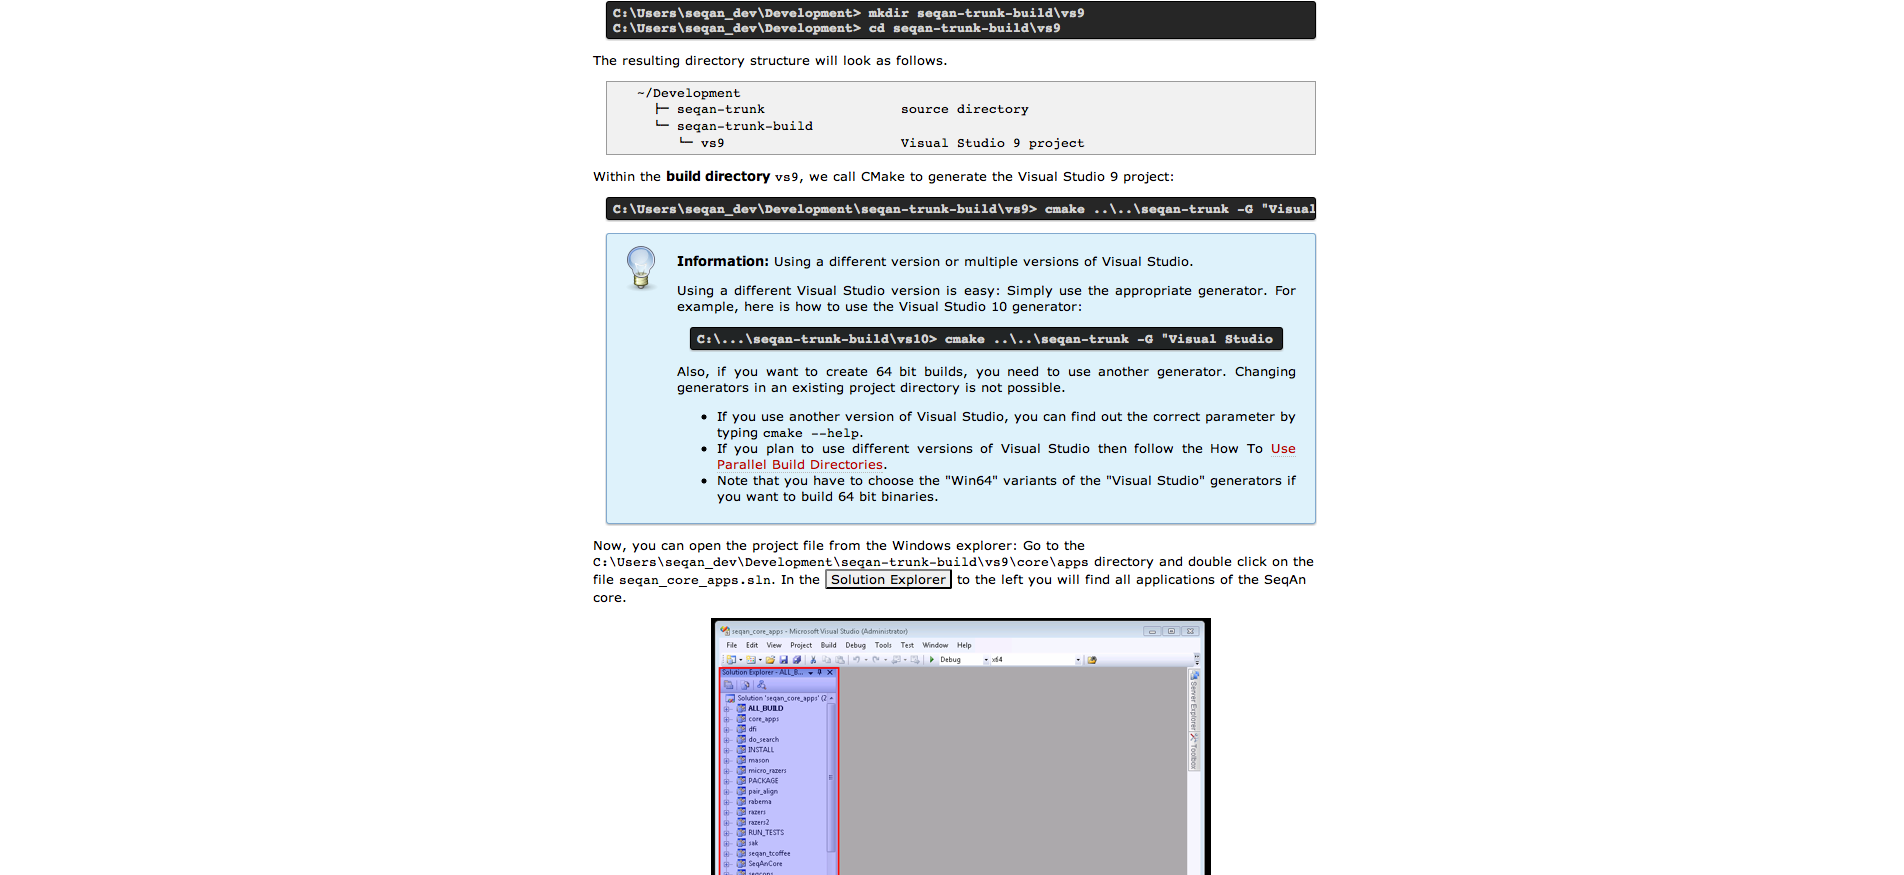 C:\Users\seqan_dev\Development> mkdir seqan-trunk-build\vs9
C:\Users\seqan_dev\Development> cd seqan-trunk-build\vs9
The resulting directory structure will look as follows.
~/Development
├─ seqan-trunk source directory
└─ seqan-trunk-build
└─ vs9 Visual Studio 9 project
Within the build directory vs9, we call CMake to generate the Visual Studio 9 project:
C:\Users\seqan_dev\Development\seqan-trunk-build\vs9> cmake ..\..\seqan-trunk -G "Visual
Information: Using a different version or multiple versions of Visual Studio.
Using a different Visual Studio version is easy: Simply use the appropriate generator. For
example, here is how to use the Visual Studio 10 generator:
C:\...\seqan-trunk-build\vs10> cmake ..\..\seqan-trunk -G "Visual Studio
Also, if you want to create 64 bit builds, you need to use another generator. Changing
generators in an existing project directory is not possible.
• If you use another version of Visual Studio, you can find out the correct parameter by
typing cmake --help.
• If you plan to use different versions of Visual Studio then follow the How To Use
Parallel Build Directories.
• Note that you have to choose the "Win64" variants of the "Visual Studio" generators if
you want to build 64 bit binaries.
Now, you can open the project file from the Windows explorer: Go to the
C:\Users\seqan_dev\Development\seqan-trunk-build\vs9\core\apps directory and double click on the
file seqan_core_apps.sln. In the Solution Explorer to the left you will find all applications of the SeqAn
core.
seqan_core_apps - Microsoft Visual Studio (Administrator)
File Edit View Project Build Debug Tools Test Window Help
Debug x64
Solution Explorer - ALL_B...
Solution 'seqan_core_apps' (2
ALL_BUILD
core_apps
dfi
do_search
INSTALL
mason
micro_razers
PACKAGE
pair_align
rabema
razers
razers2
RUN_TESTS
sak
seqan_tcoffee
SeqAnCore
seqcons
Server Explorer
Toolbox